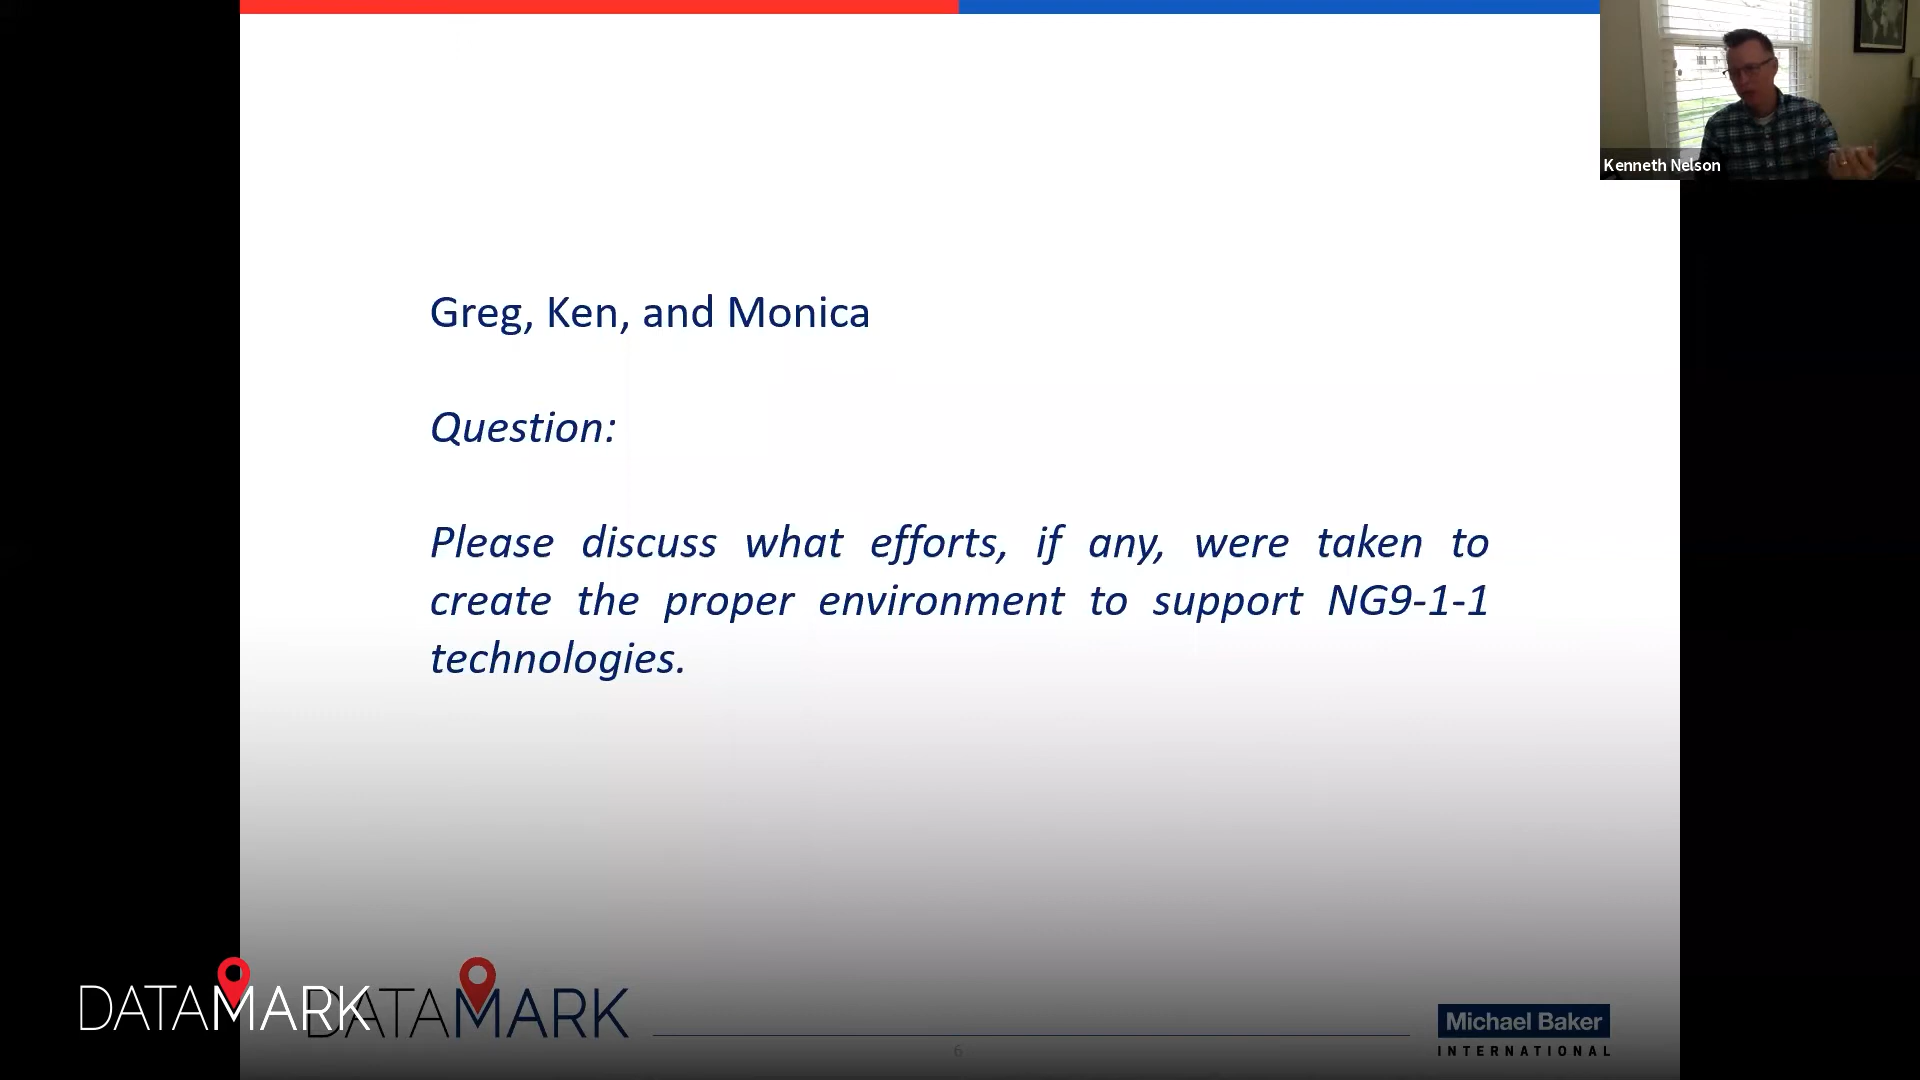 Kenneth Nelson
Greg, Ken, and Monica
Question:
Please discuss what efforts, if any, were taken to
create the proper environment to support NG9-1-1
technologies.
DATAMARK
DATAMARK
6
Michael Baker
INTERNATIONAL